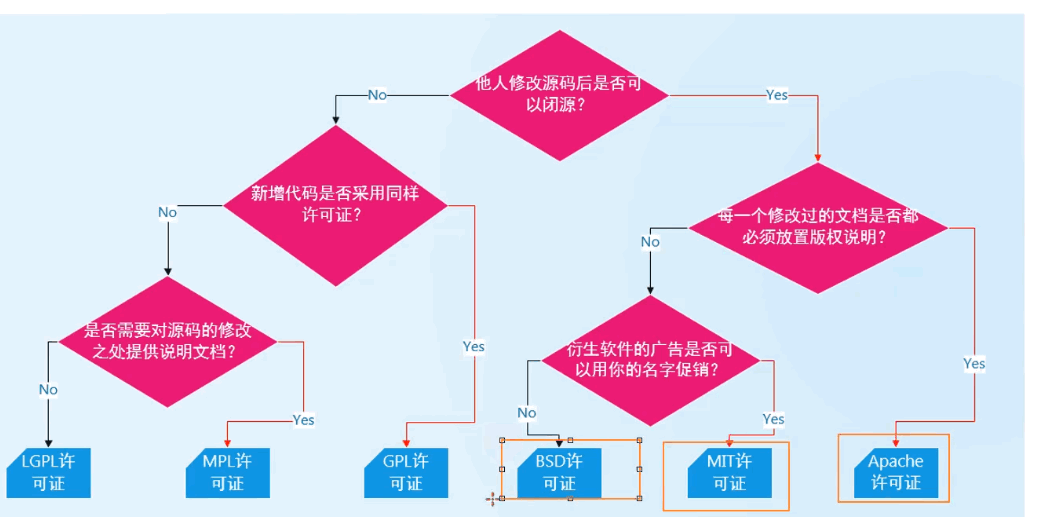 他人修改源码后是否可
以闭源?
No
Yes
新增代码是否采用同样
许可证?
每一个修改过的文档是否都
必须放置版权说明?
No
No
是否需要对源码的修改
之处提供说明文档?
衍生软件的广告是否可
以用你的名字促销?
Yes
Yes
No
Yes
No
Yes
LGPL许
可证
MPL许
可证
GPL许
可证
BSD许
可证
MIT许
可证
Apache
许可证